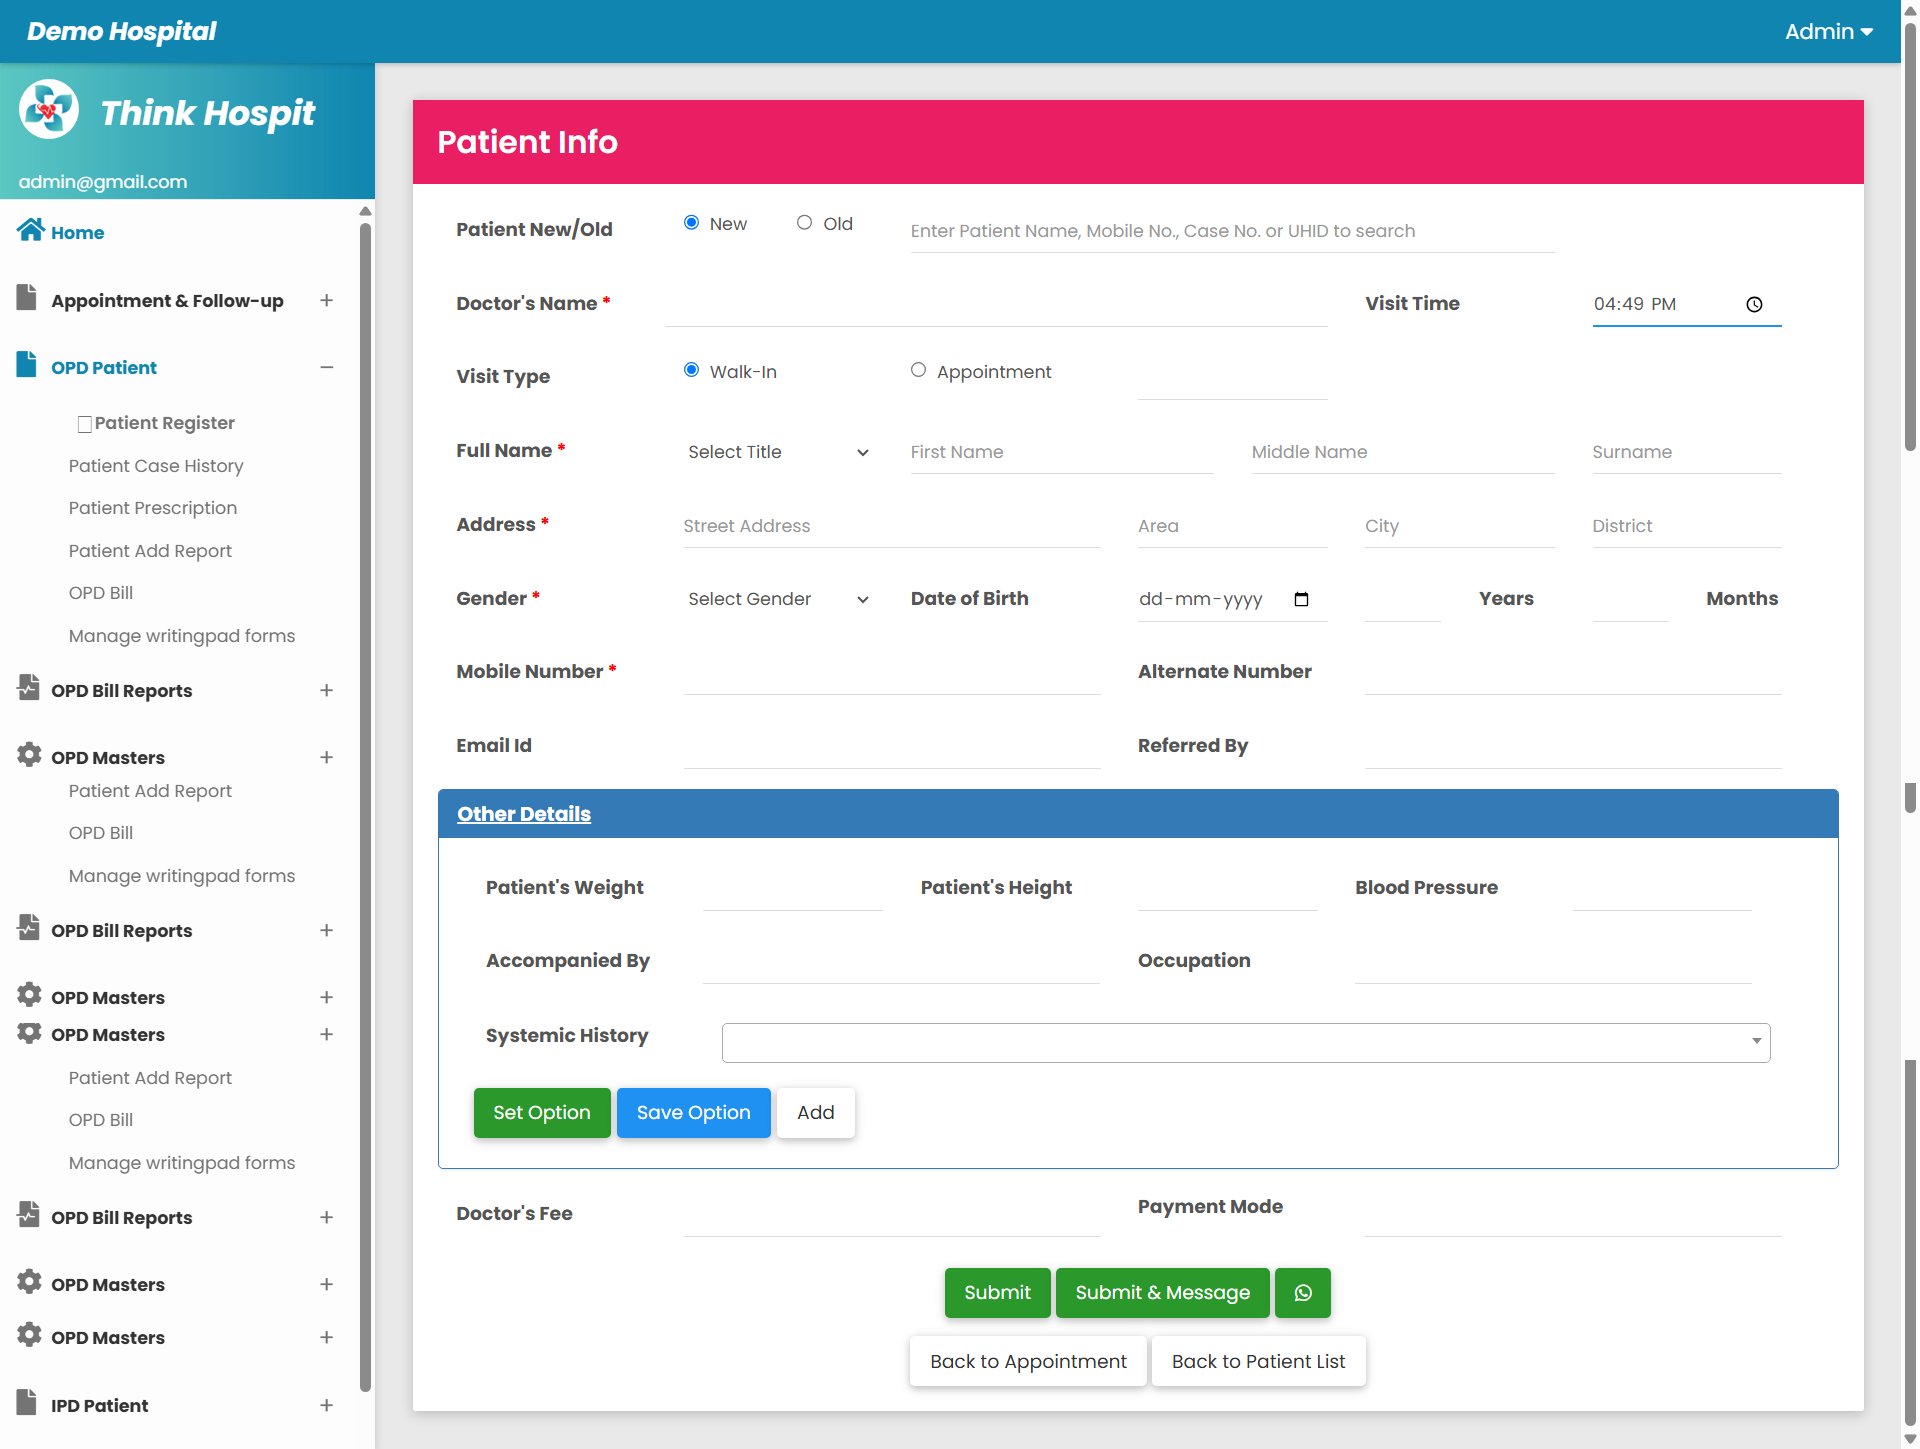 Demo Hospital
Admin
Think Hospit
admin@gmail.com
Home
Appointment & Follow-up +
OPD Patient −
Patient Register
Patient Case History
Patient Prescription
Patient Add Report
OPD Bill
Manage writingpad forms
OPD Bill Reports +
OPD Masters +
Patient Add Report
OPD Bill
Manage writingpad forms
OPD Bill Reports +
OPD Masters +
OPD Masters +
Patient Add Report
OPD Bill
Manage writingpad forms
OPD Bill Reports +
OPD Masters +
OPD Masters +
IPD Patient +
Patient Info
Patient New/Old New Old Enter Patient Name, Mobile No., Case No. or UHID to search
Doctor's Name * Visit Time 04:49 PM
Visit Type Walk-In Appointment
Full Name * Select Title First Name Middle Name Surname
Address * Street Address Area City District
Gender * Select Gender Date of Birth dd-mm-yyyy Years Months
Mobile Number * Alternate Number
Email Id Referred By
Other Details
Patient's Weight Patient's Height Blood Pressure
Accompanied By Occupation
Systemic History
Set Option Save Option Add
Doctor's Fee Payment Mode
Submit Submit & Message
Back to Appointment Back to Patient List